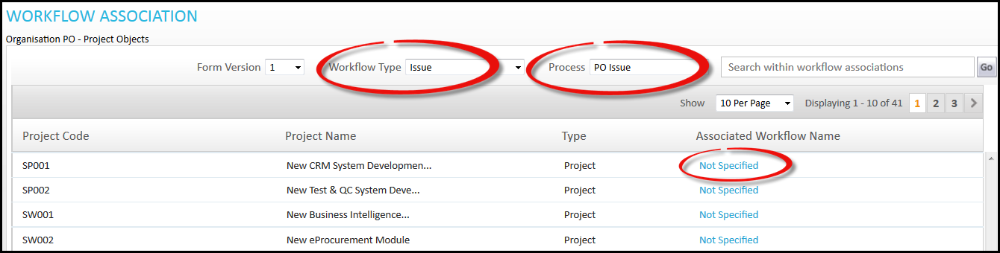 WORKFLOW ASSOCIATION
Organisation PO - Project Objects
Form Version 1 Workflow Type Issue Process PO Issue Search within workflow associations Go
Show 10 Per Page Displaying 1 - 10 of 41 1 2 3
Project Code Project Name Type Associated Workflow Name
SP001 New CRM System Developmen... Project Not Specified
SP002 New Test & QC System Deve... Project Not Specified
SW001 New Business Intelligence... Project Not Specified
SW002 New eProcurement Module Project Not Specified